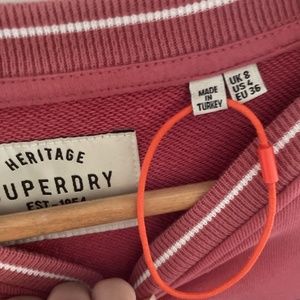 MADE
IN
TURKEY
UK 8
US 4
EU 36
HERITAGE
SUPERDRY
EST-1954